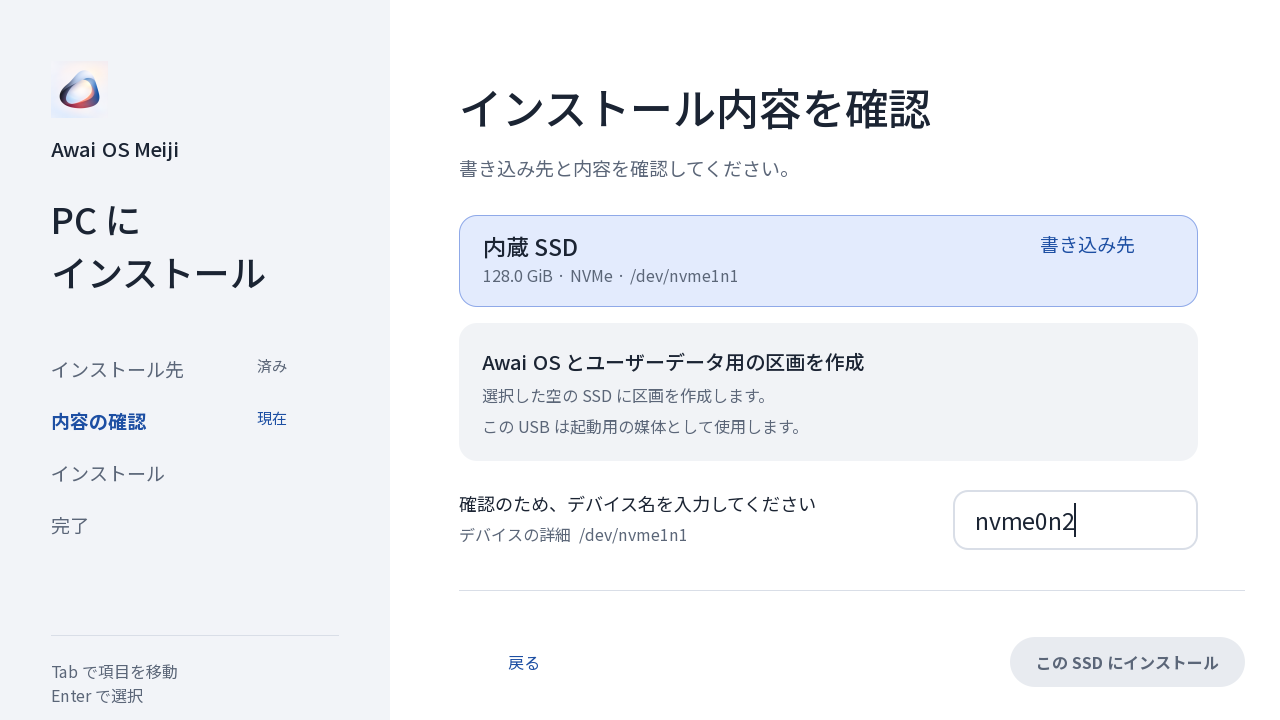 Awai OS Meiji
PC に
インストール
インストール先 済み
内容の確認 現在
インストール
完了
Tab で項目を移動
Enter で選択
インストール内容を確認
書き込み先と内容を確認してください。
内蔵 SSD 書き込み先
128.0 GiB · NVMe · /dev/nvme1n1
Awai OS とユーザーデータ用の区画を作成
選択した空の SSD に区画を作成します。
この USB は起動用の媒体として使用します。
確認のため、デバイス名を入力してください
デバイスの詳細 /dev/nvme1n1
nvme0n2
戻る
この SSD にインストール